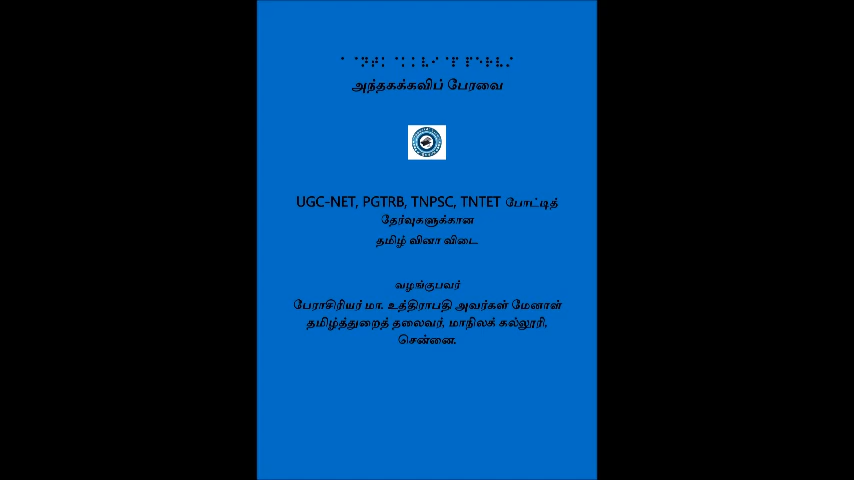 அந்தகக்கவிப் பேரவை
UGC-NET, PGTRB, TNPSC, TNTET போட்டித்
தேர்வுகளுக்கான
தமிழ் வினா விடை
வழங்குபவர்
பேராசிரியர் மா. உத்திராபதி அவர்கள் மேனாள்
தமிழ்த்துறைத் தலைவர், மாநிலக் கல்லூரி,
சென்னை.